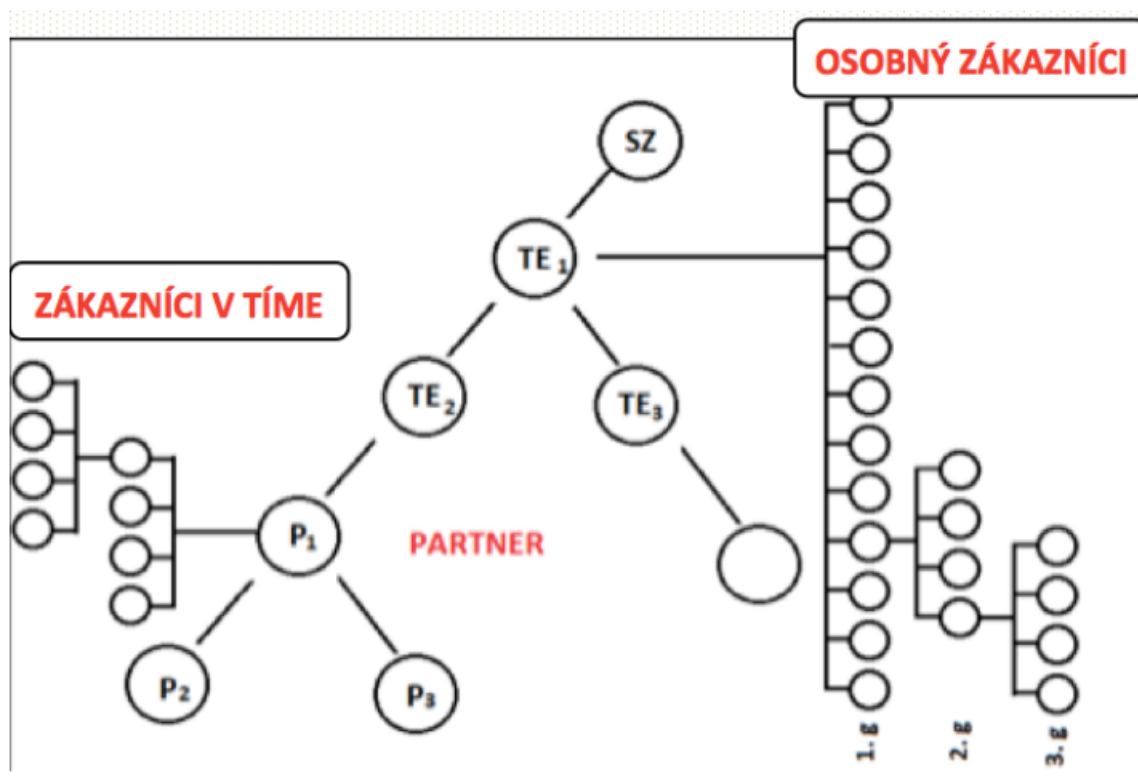 OSOBNÝ ZÁKAZNÍCI
SZ
TE 1
ZÁKAZNÍCI V TÍME
TE 2
TE3
P1
PARTNER
P2
P3
1. g
2. g
3. g